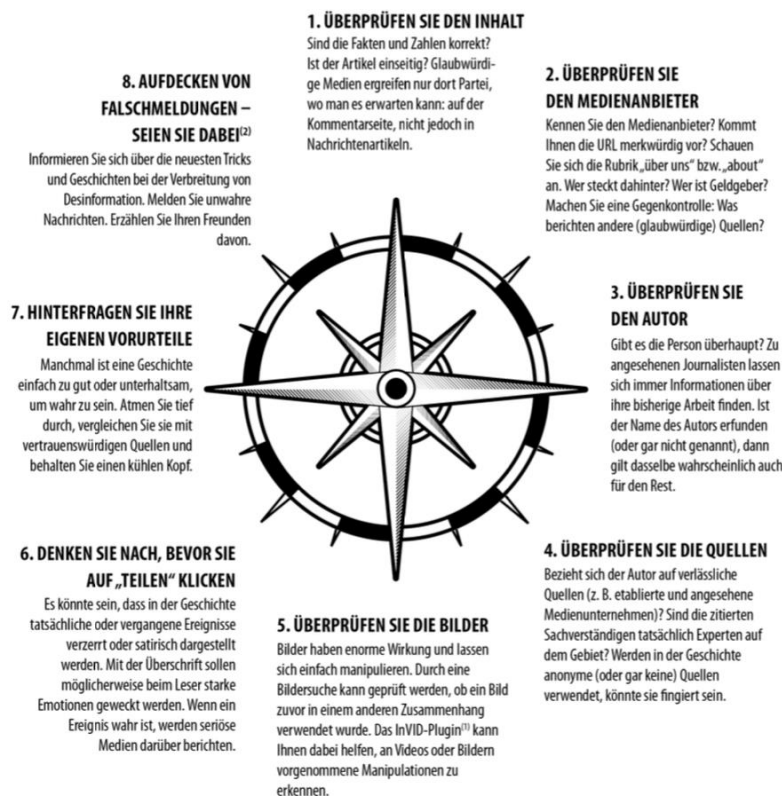 1. ÜBERPRÜFEN SIE DEN INHALT
Sind die Fakten und Zahlen korrekt?
Ist der Artikel einseitig? Glaubwürdi-
ge Medien ergreifen nur dort Partei,
wo man es erwarten kann: auf der
Kommentarseite, nicht jedoch in
Nachrichtenartikeln.
2. ÜBERPRÜFEN SIE
DEN MEDIENANBIETER
Kennen Sie den Medienanbieter? Kommt
Ihnen die URL merkwürdig vor? Schauen
Sie sich die Rubrik „über uns“ bzw. „about“
an. Wer steckt dahinter? Wer ist Geldgeber?
Machen Sie eine Gegenkontrolle: Was
berichten andere (glaubwürdige) Quellen?
3. ÜBERPRÜFEN SIE
DEN AUTOR
Gibt es die Person überhaupt? Zu
angesehenen Journalisten lassen
sich immer Informationen über
ihre bisherige Arbeit finden. Ist
der Name des Autors erfunden
(oder gar nicht genannt), dann
gilt dasselbe wahrscheinlich auch
für den Rest.
4. ÜBERPRÜFEN SIE DIE QUELLEN
Bezieht sich der Autor auf verlässliche
Quellen (z. B. etablierte und angesehene
Medienunternehmen)? Sind die zitierten
Sachverständigen tatsächlich Experten auf
dem Gebiet? Werden in der Geschichte
anonyme (oder gar keine) Quellen
verwendet, könnte sie fingiert sein.
5. ÜBERPRÜFEN SIE DIE BILDER
Bilder haben enorme Wirkung und lassen
sich einfach manipulieren. Durch eine
Bildersuche kann geprüft werden, ob ein Bild
zuvor in einem anderen Zusammenhang
verwendet wurde. Das InVID-Plugin(1) kann
Ihnen dabei helfen, an Videos oder Bildern
vorgenommene Manipulationen zu
erkennen.
6. DENKEN SIE NACH, BEVOR SIE
AUF „TEILEN“ KLICKEN
Es könnte sein, dass in der Geschichte
tatsächliche oder vergangene Ereignisse
verzerrt oder satirisch dargestellt
werden. Mit der Überschrift sollen
möglicherweise beim Leser starke
Emotionen geweckt werden. Wenn ein
Ereignis wahr ist, werden seriöse
Medien darüber berichten.
7. HINTERFRAGEN SIE IHRE
EIGENEN VORURTEILE
Manchmal ist eine Geschichte
einfach zu gut oder unterhaltsam,
um wahr zu sein. Atmen Sie tief
durch, vergleichen Sie sie mit
vertrauenswürdigen Quellen und
behalten Sie einen kühlen Kopf.
8. AUFDECKEN VON
FALSCHMELDUNGEN –
SEIEN SIE DABEI(2)
Informieren Sie sich über die neuesten Tricks
und Geschichten bei der Verbreitung von
Desinformation. Melden Sie unwahre
Nachrichten. Erzählen Sie Ihren Freunden
davon.